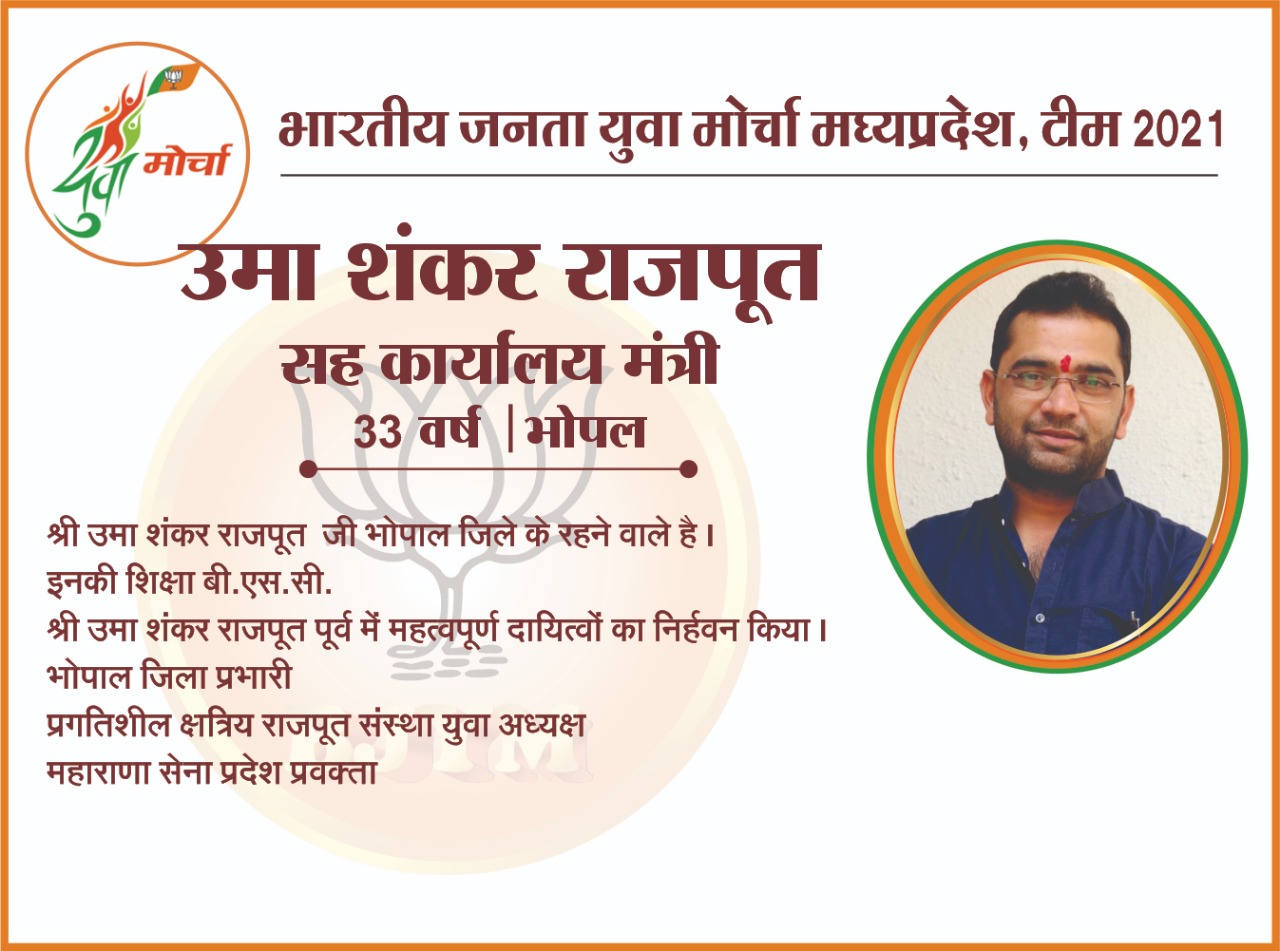 युवा मोर्चा
भारतीय जनता युवा मोर्चा मध्यप्रदेश, टीम 2021
उमा शंकर राजपूत
सह कार्यालय मंत्री
33 वर्ष | भोपल
श्री उमा शंकर राजपूत जी भोपाल जिले के रहने वाले है ।
इनकी शिक्षा बी.एस.सी.
श्री उमा शंकर राजपूत पूर्व में महत्वपूर्ण दायित्वों का निर्हवन किया ।
भोपाल जिला प्रभारी
प्रगतिशील क्षत्रिय राजपूत संस्था युवा अध्यक्ष
महाराणा सेना प्रदेश प्रवक्ता